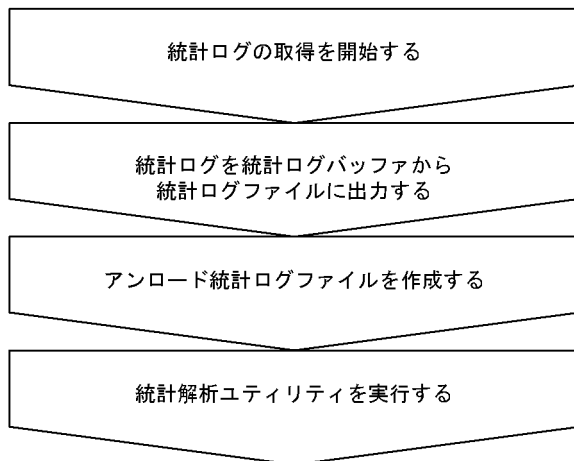 統計ログの取得を開始する
統計ログを統計ログバッファから
統計ログファイルに出力する
アンロード統計ログファイルを作成する
統計解析ユティリティを実行する